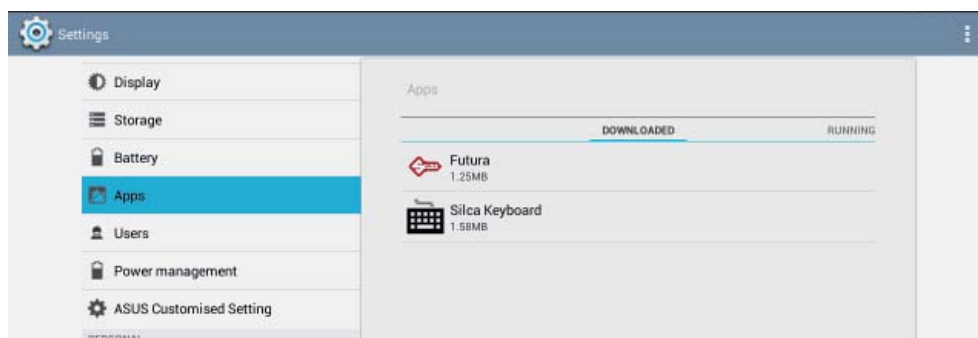 Settings
Display
Storage
Battery
Apps
Users
Power management
ASUS Customised Setting
PERSONAL
Apps
DOWNLOADED RUNNING
Futura
1.25MB
Silca Keyboard
1.58MB